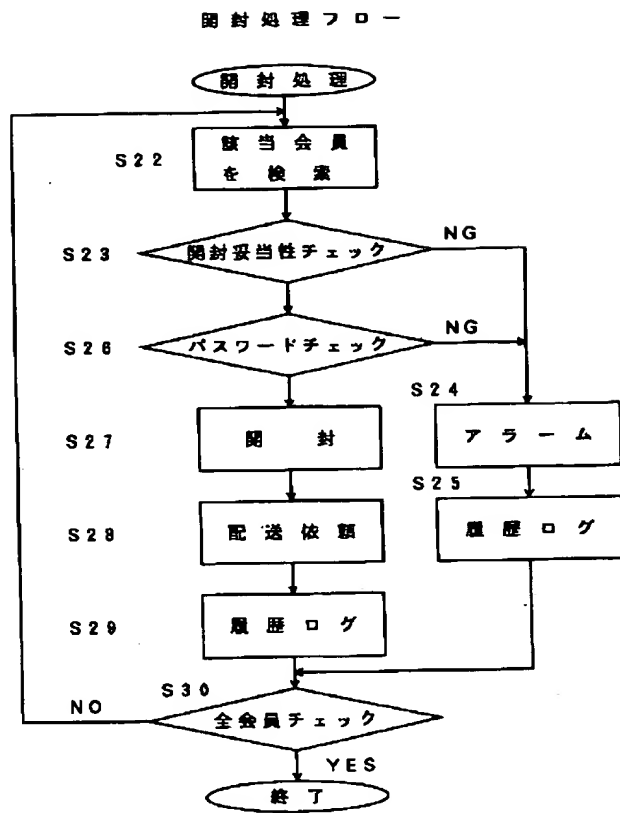 開封処理フロー
開封処理
S22
該当会員
を検索
S23
開封妥当性チェック
NG
S26
パスワードチェック
NG
S24
アラーム
S27
開封
S25
履歴ログ
S28
配送依頼
S29
履歴ログ
S30
全会員チェック
NO
YES
終了